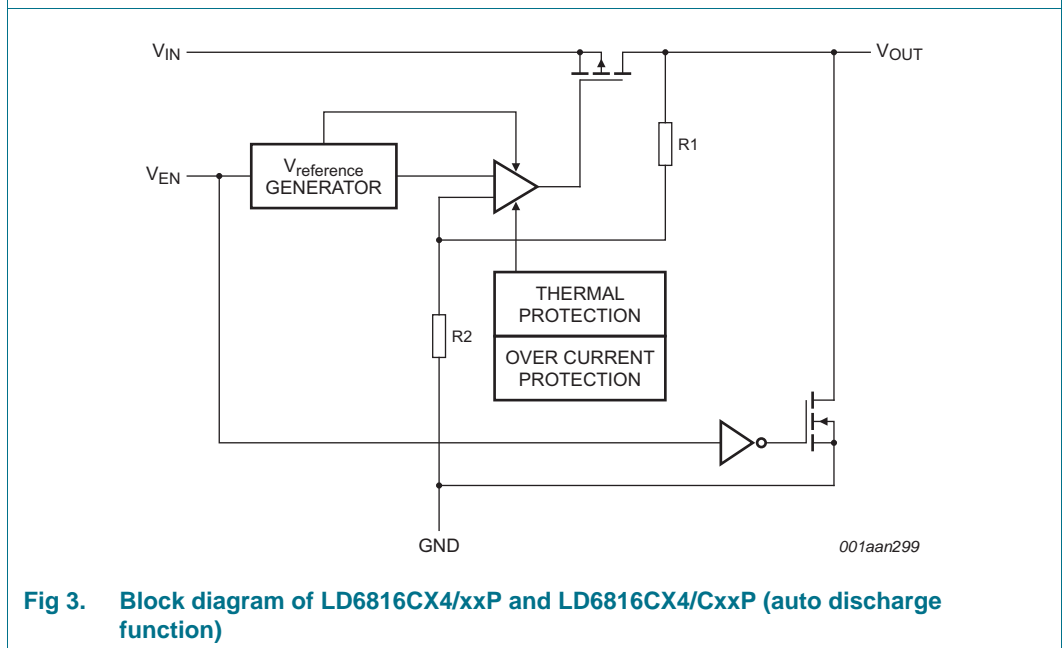 VIN
VOUT
R1
VEN
Vreference
GENERATOR
THERMAL
PROTECTION
R2
OVER CURRENT
PROTECTION
GND
001aan299
Fig 3. Block diagram of LD6816CX4/xxP and LD6816CX4/CxxP (auto discharge
function)